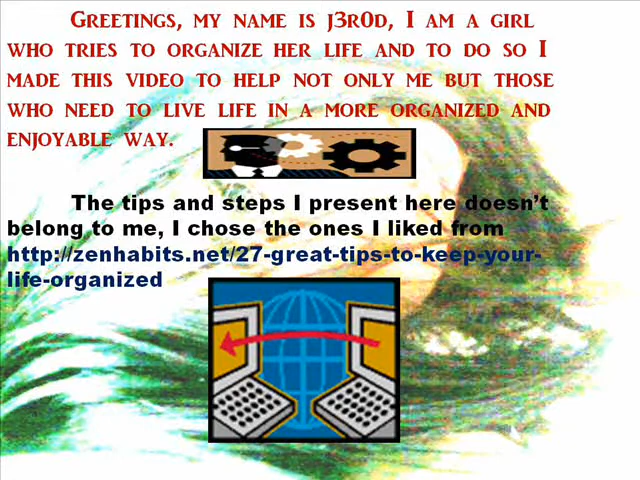 Greetings, my name is j3r0d, I am a girl
who tries to organize her life and to do so I
made this video to help not only me but those
who need to live life in a more organized and
enjoyable way.
The tips and steps I present here doesn't
belong to me, I chose the ones I liked from
http://zenhabits.net/27-great-tips-to-keep-your-
life-organized